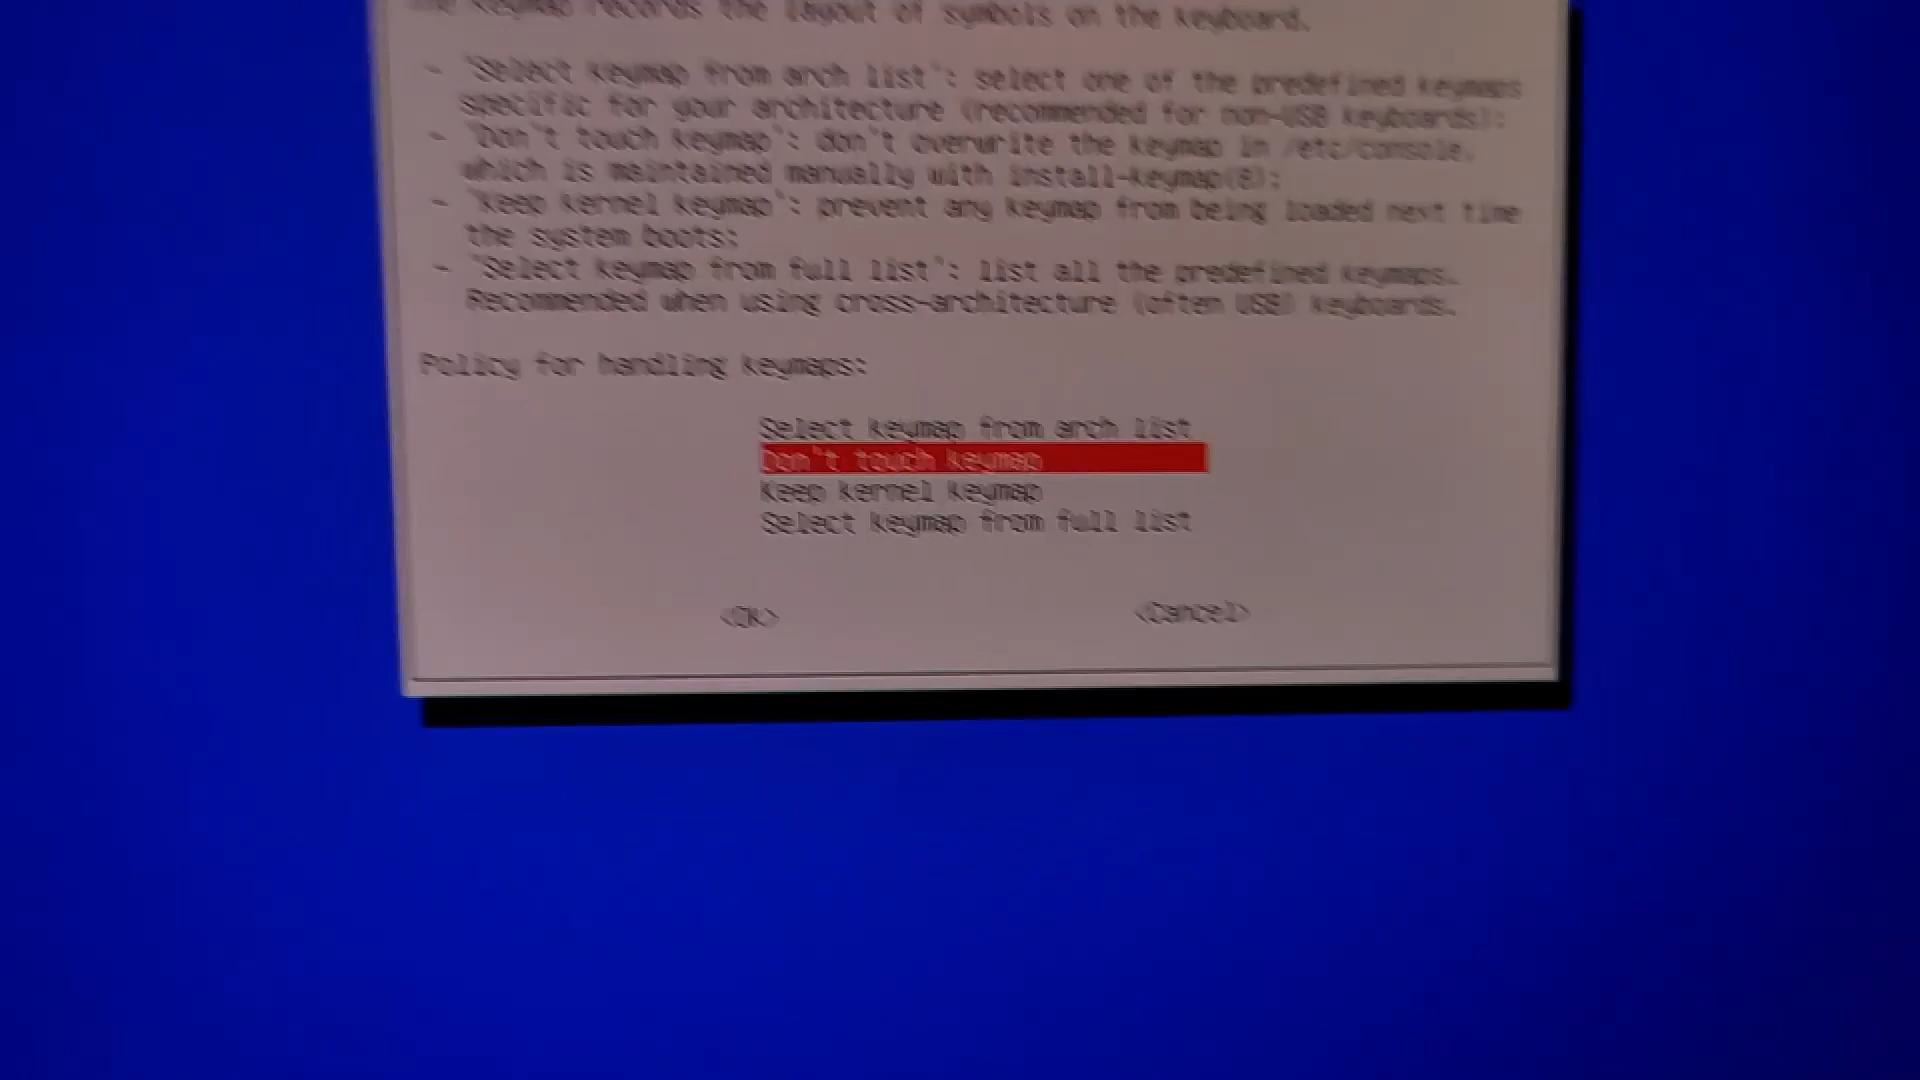 The keymap records the layout of symbols on the keyboard.
- 'Select keymap from arch list': select one of the predefined keymaps
specific for your architecture (recommended for non-USB keyboards);
- 'Don't touch keymap': don't overwrite the keymap in /etc/console,
which is maintained manually with install-keymap(8);
- 'Keep kernel keymap': prevent any keymap from being loaded next time
the system boots;
- 'Select keymap from full list': list all the predefined keymaps.
Recommended when using cross-architecture (often USB) keyboards.
Policy for handling keymaps:
Select keymap from arch list
Don't touch keymap
Keep kernel keymap
Select keymap from full list
<Ok> <Cancel>